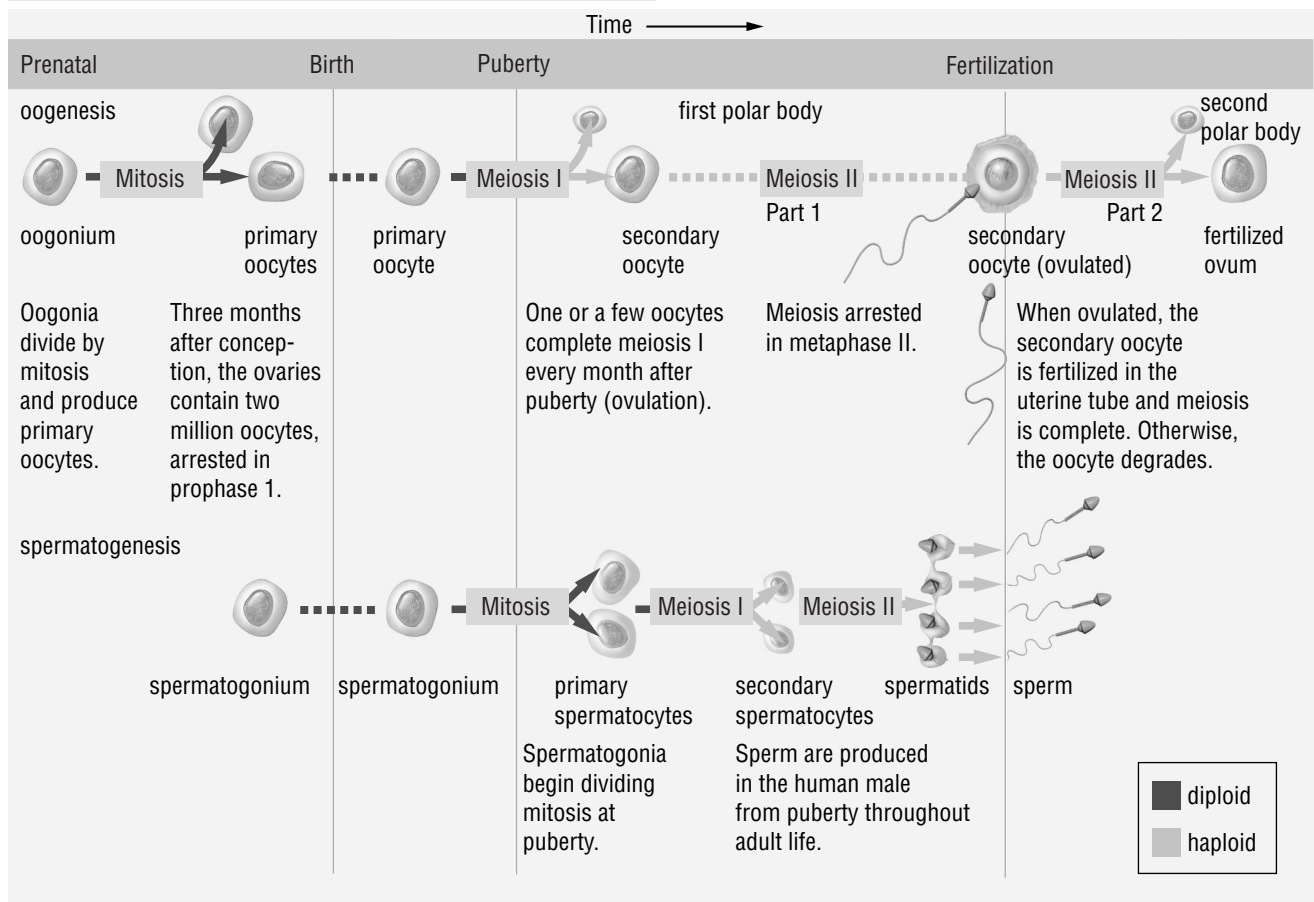 Time
Prenatal Birth Puberty Fertilization
oogenesis
first polar body
second
polar body
Mitosis
Meiosis I
Meiosis II
Part 1
Meiosis II
Part 2
oogonium
primary
oocytes
primary
oocyte
secondary
oocyte
secondary
oocyte (ovulated)
fertilized
ovum
Oogonia
divide by
mitosis
and produce
primary
oocytes.
Three months
after concep-
tion, the ovaries
contain two
million oocytes,
arrested in
prophase 1.
One or a few oocytes
complete meiosis I
every month after
puberty (ovulation).
Meiosis arrested
in metaphase II.
When ovulated, the
secondary oocyte
is fertilized in the
uterine tube and meiosis
is complete. Otherwise,
the oocyte degrades.
spermatogenesis
Mitosis
Meiosis I
Meiosis II
spermatogonium
spermatogonium
primary
spermatocytes
secondary
spermatocytes
spermatids
sperm
Spermatogonia
begin dividing
mitosis at
puberty.
Sperm are produced
in the human male
from puberty throughout
adult life.
diploid
haploid